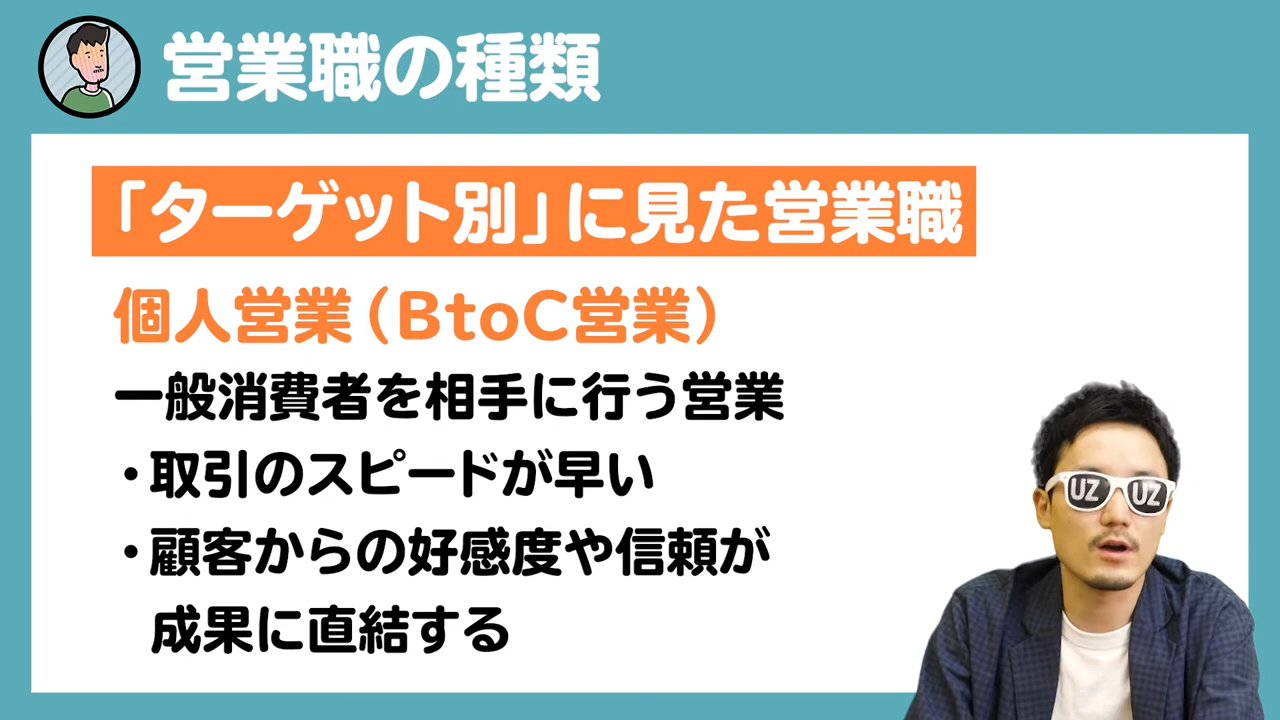 営業職の種類
「ターゲット別」に見た営業職
個人営業（BtoC営業）
一般消費者を相手に行う営業
・取引のスピードが早い
・顧客からの好感度や信頼が
成果に直結する
UZ UZ